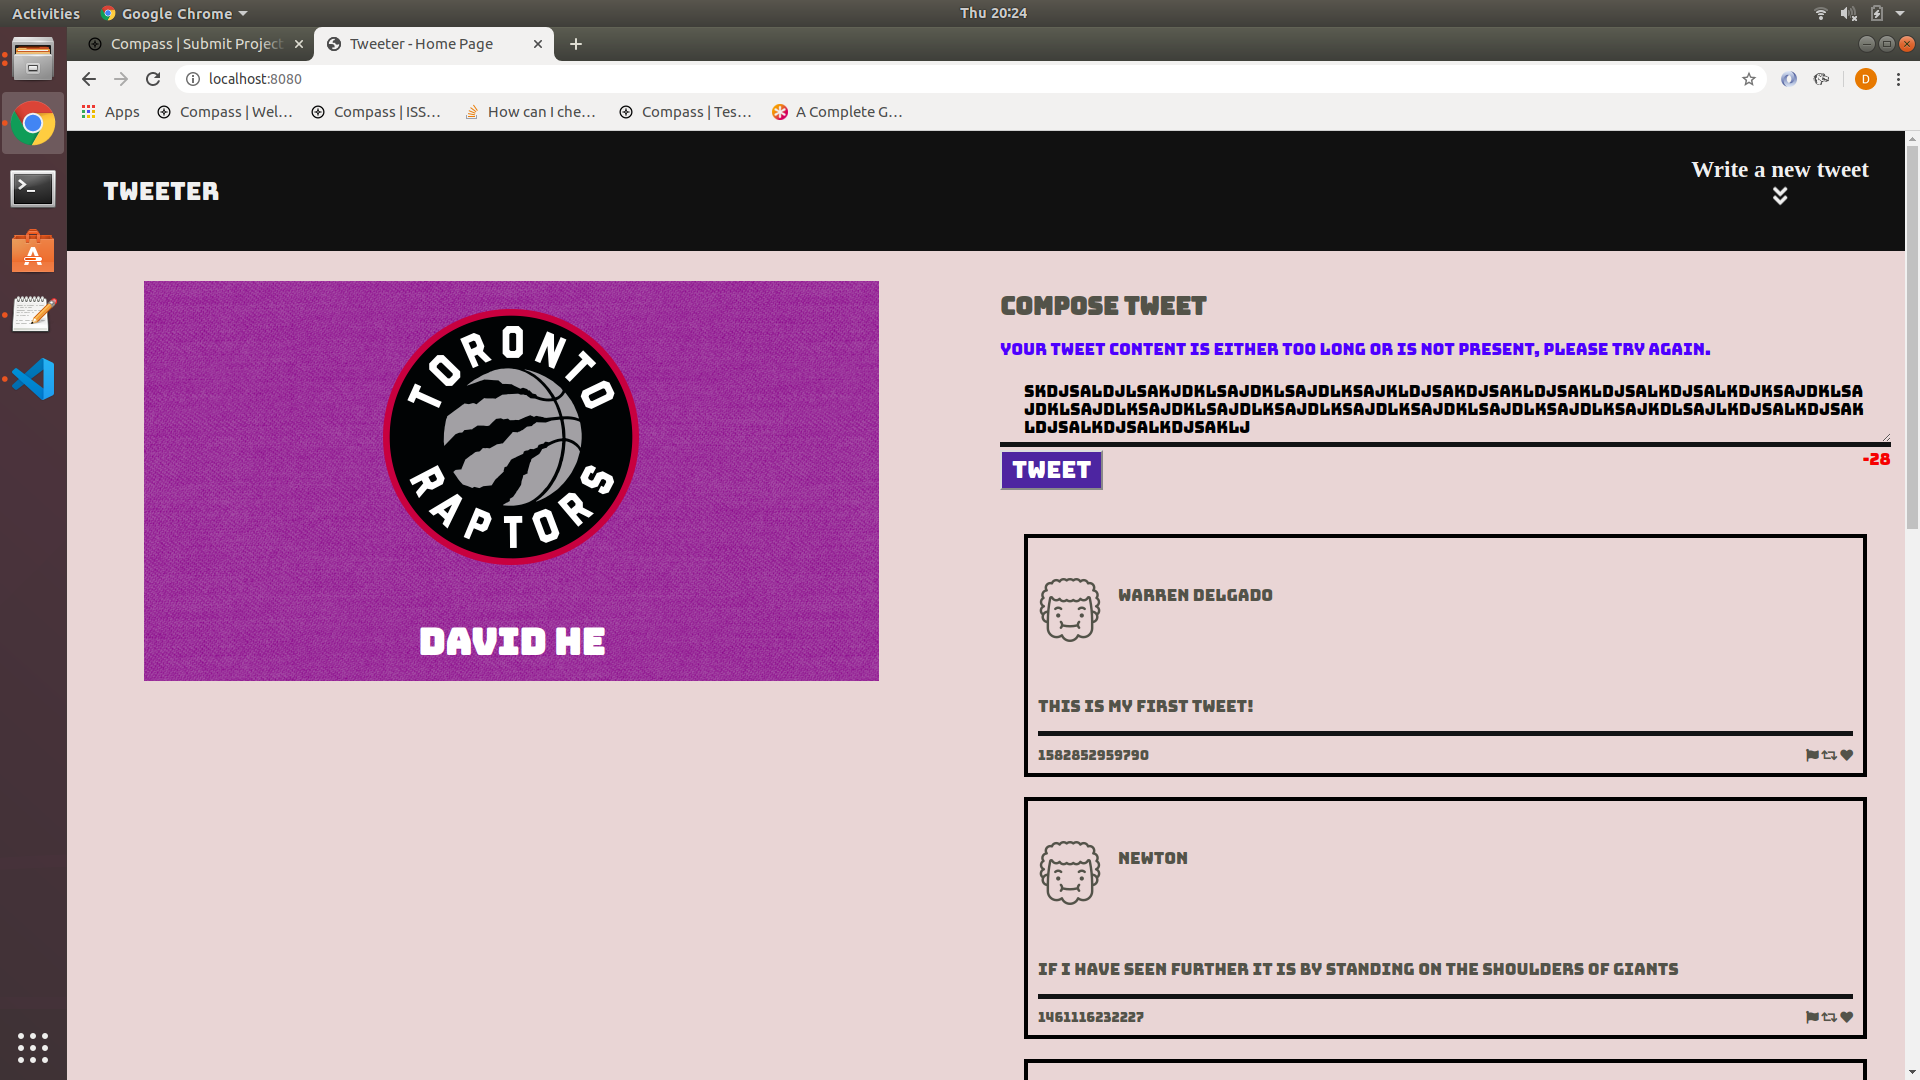 Activities
Google Chrome
Thu 20:24
Compass | Submit Project
Tweeter - Home Page
localhost:8080
D
Apps
Compass | Wel...
Compass | ISS...
How can I che...
Compass | Tes...
A Complete G...
TWEETER
Write a new tweet
TORONTO
RAPTORS
DAVID HE
COMPOSE TWEET
YOUR TWEET CONTENT IS EITHER TOO LONG OR IS NOT PRESENT, PLEASE TRY AGAIN.
SKDJSALDJLSAKJDKLSAJDKLSAJDLKSAJKLDJSAKDJSAKLDJSAKLDJSALKDJSALKDJKSAJDKLSA
JDKLSAJDLKSAJDKLSAJDLKSAJDLKSAJDLKSAJDKLSAJDLKSAJDLKSAJKDLSAJLKDJSALKDJSAK
LDJSALKDJSALKDJSAKLJ
TWEET
-28
WARREN DELGADO
THIS IS MY FIRST TWEET!
1582852959790
NEWTON
IF I HAVE SEEN FURTHER IT IS BY STANDING ON THE SHOULDERS OF GIANTS
1461116232227